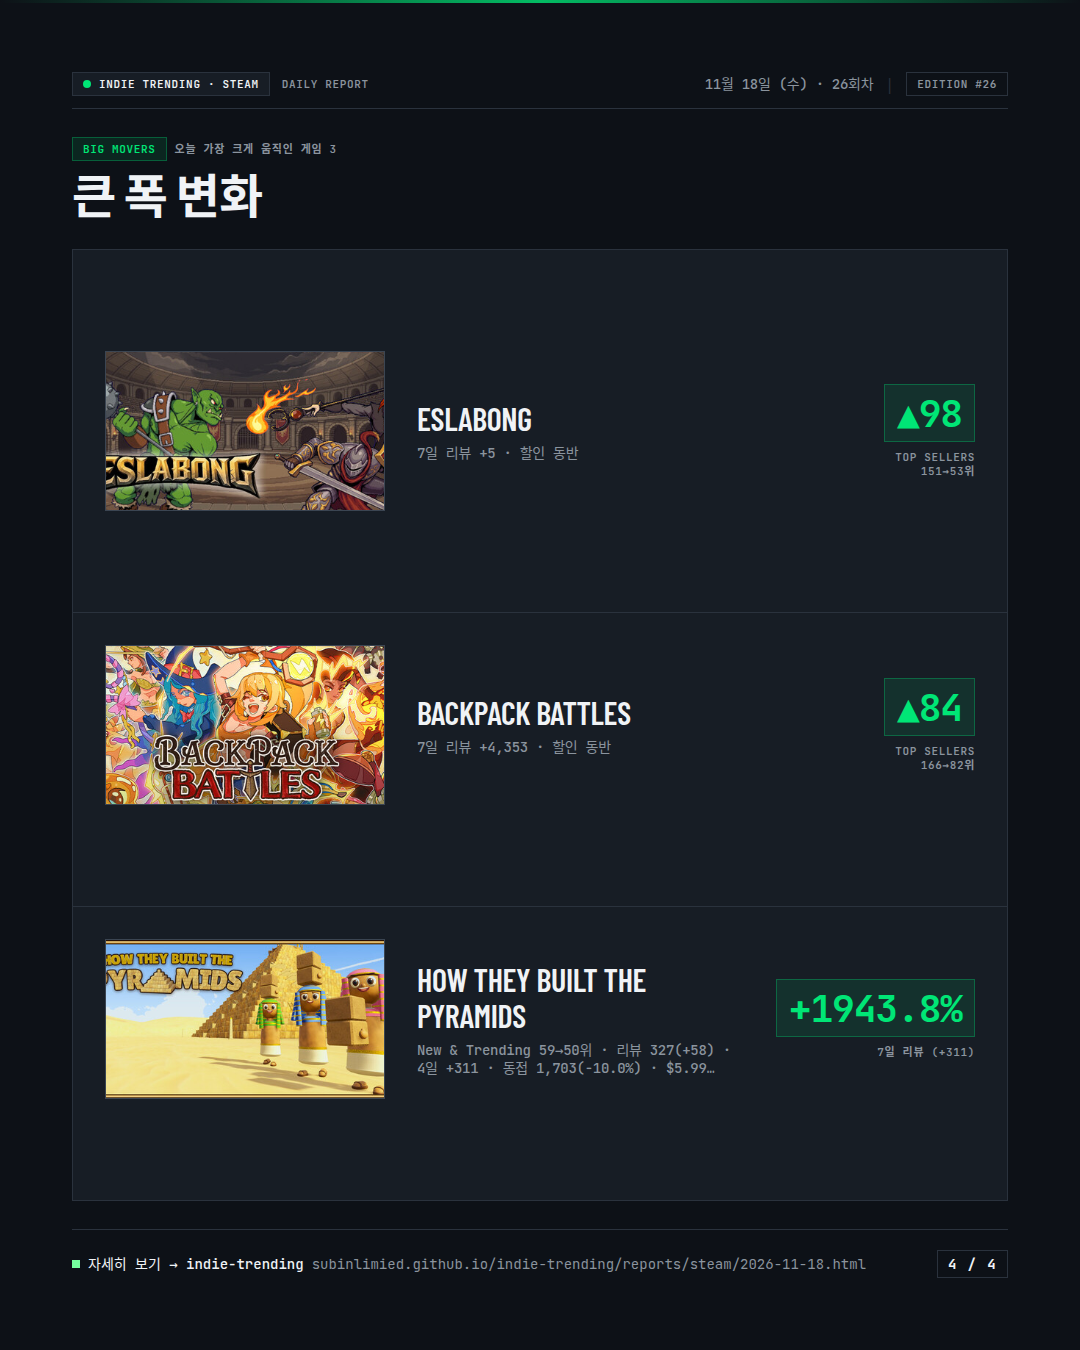 INDIE TRENDING · STEAM
DAILY REPORT
11월 18일 (수) · 26회차
EDITION #26
BIG MOVERS
오늘 가장 크게 움직인 게임 3
큰 폭 변화
ESLABONG
ESLABONG
7일 리뷰 +5 · 할인 동반
▲98
TOP SELLERS
151→53위
BACKPACK
BATTLES
BACKPACK BATTLES
7일 리뷰 +4,353 · 할인 동반
▲84
TOP SELLERS
166→82위
HOW THEY BUILT THE
PYRAMIDS
HOW THEY BUILT THE
PYRAMIDS
New & Trending 59→50위 · 리뷰 327(+58) ·
4일 +311 · 동접 1,703(-10.0%) · $5.99…
+1943.8%
7일 리뷰 (+311)
자세히 보기 → indie-trending subinlimied.github.io/indie-trending/reports/steam/2026-11-18.html
4 / 4